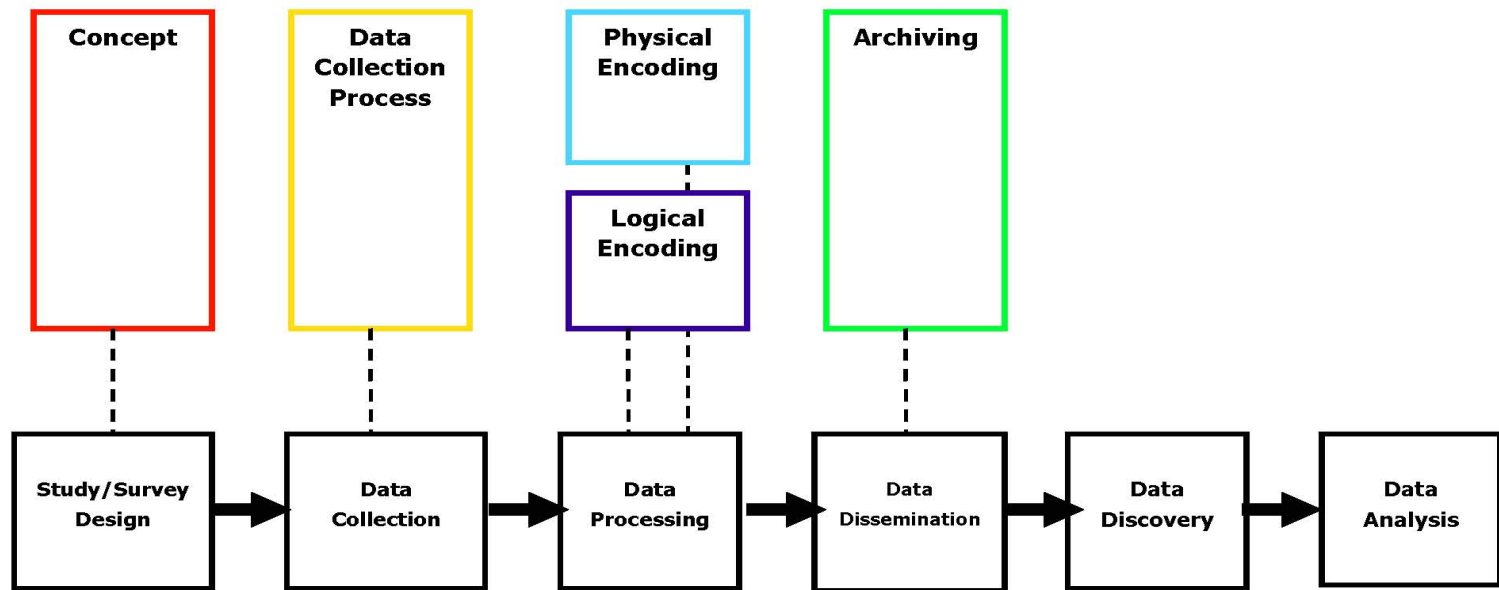 Concept
Data
Collection
Process
Physical
Encoding
Logical
Encoding
Archiving
Study/Survey
Design
Data
Collection
Data
Processing
Data
Dissemination
Data
Discovery
Data
Analysis